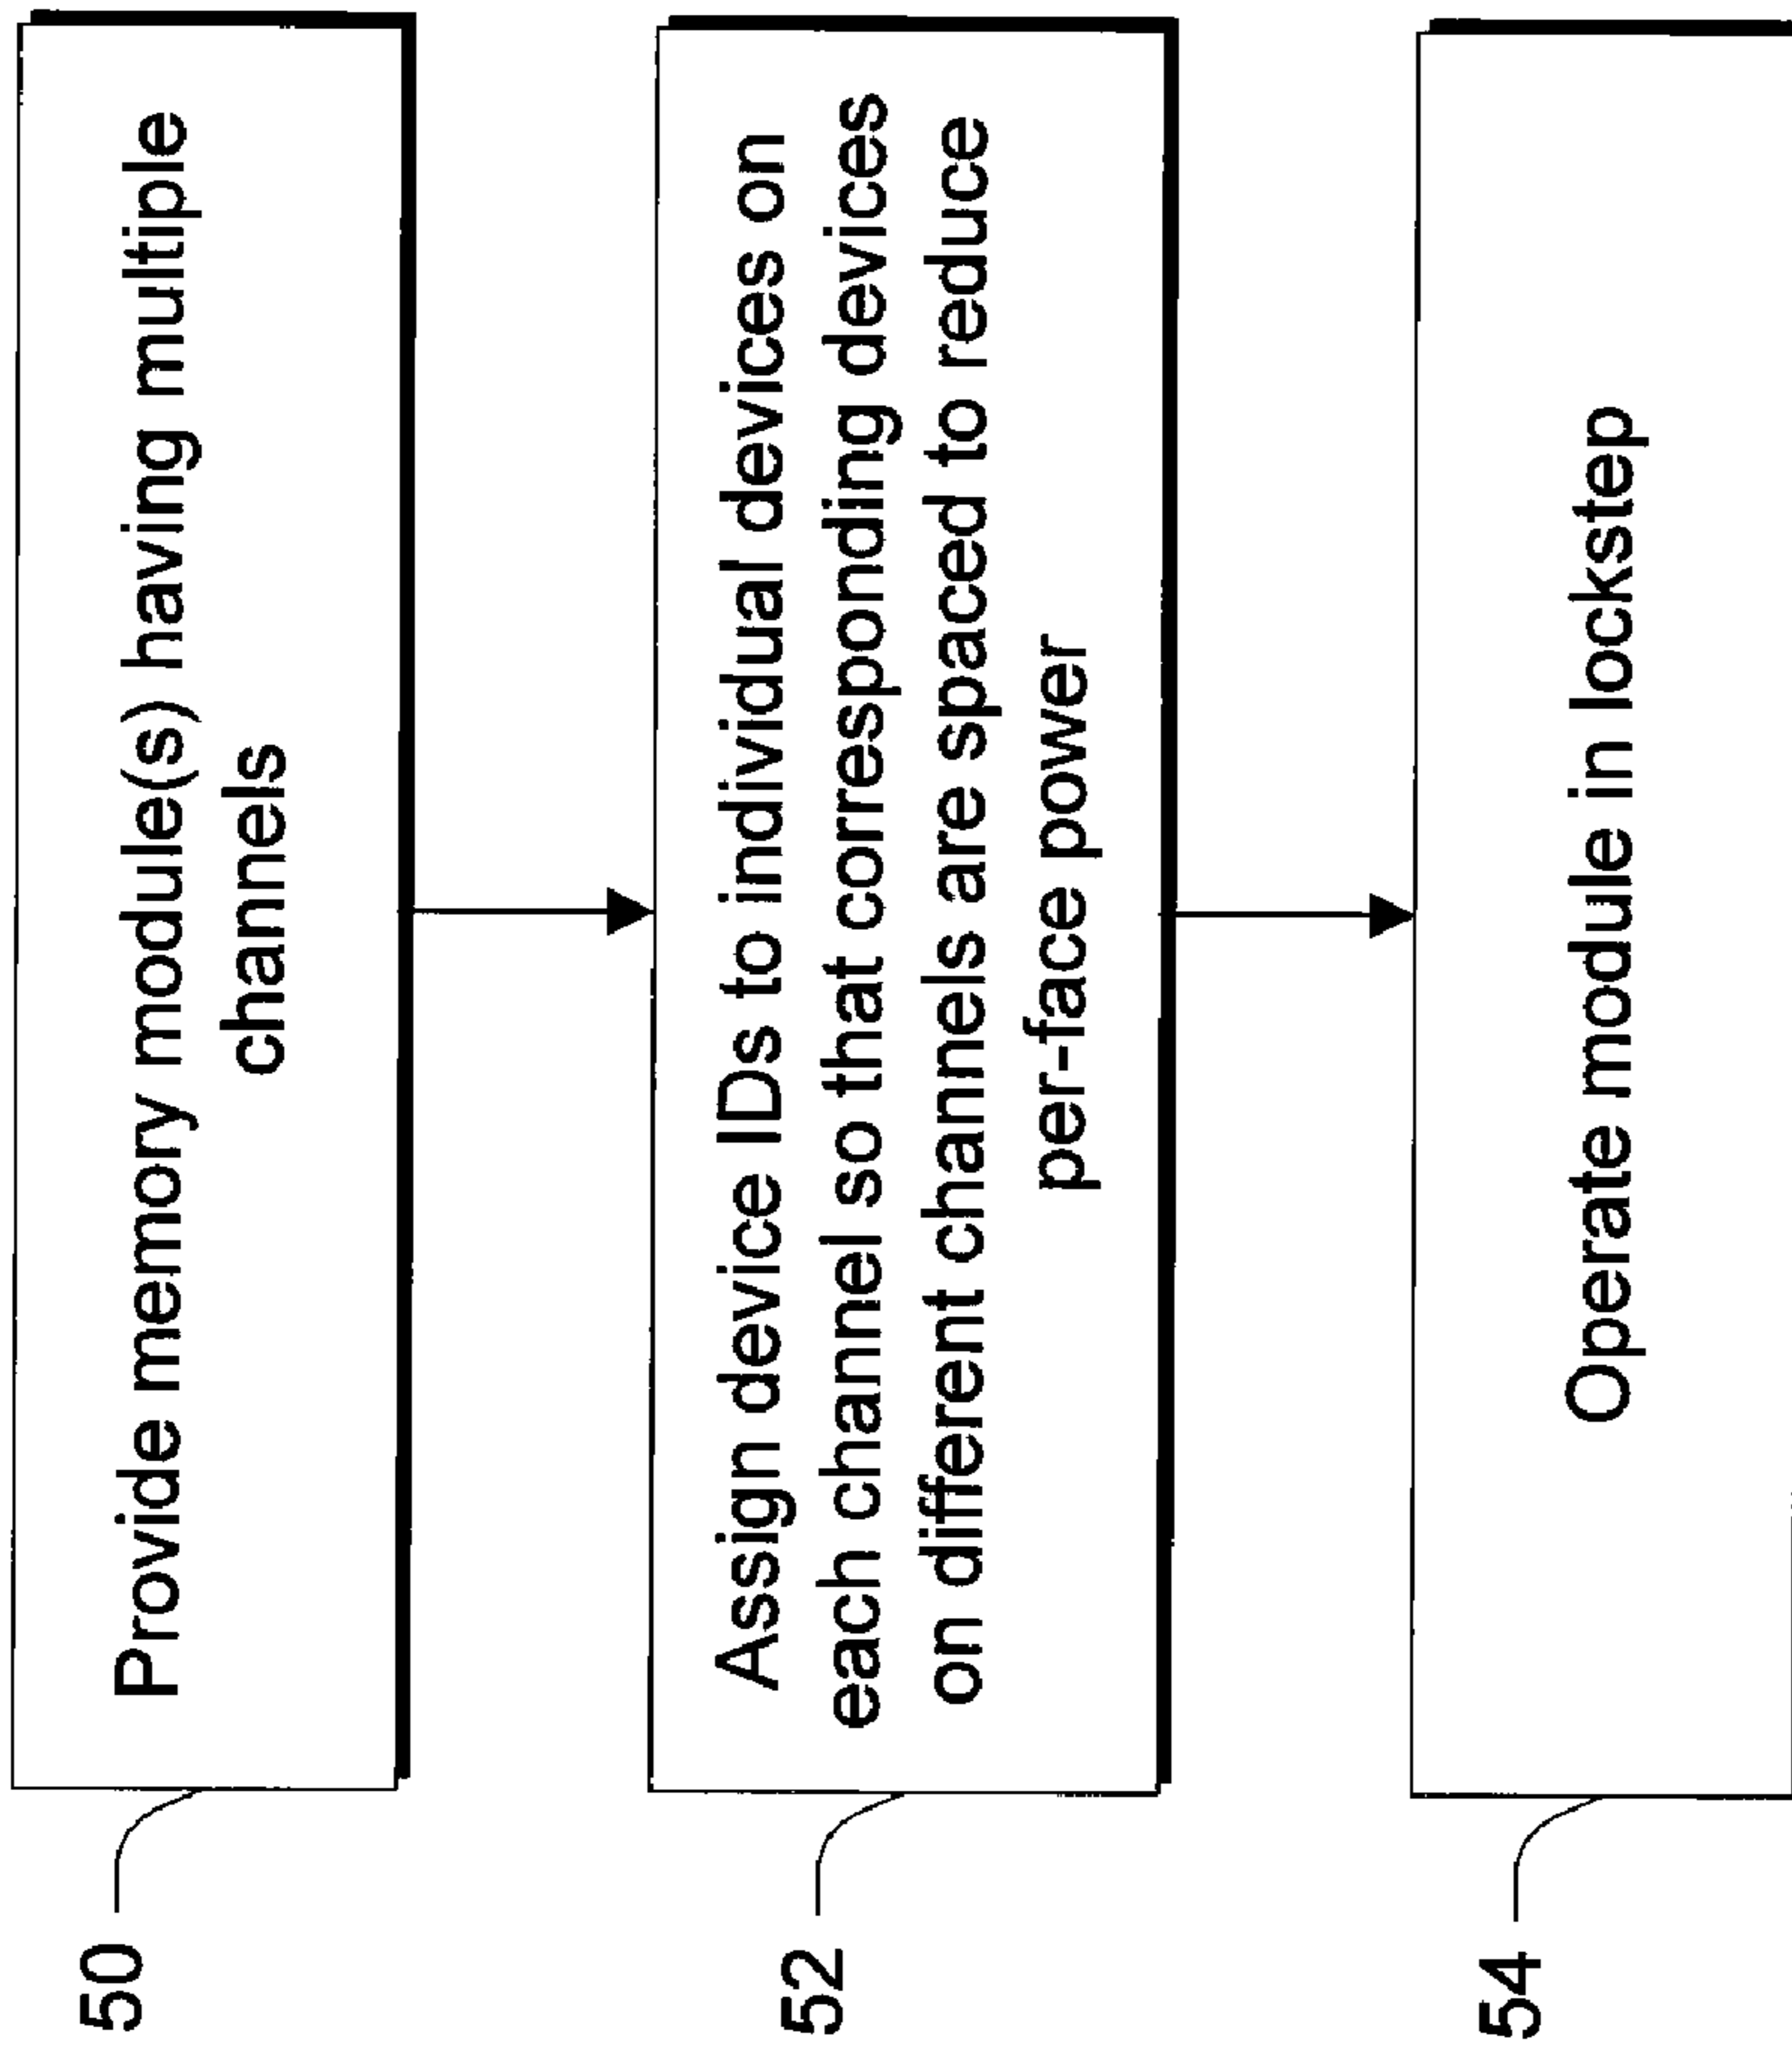 50
Provide memory module(s) having multiple
channels
52
Assign device IDs to individual devices on
each channel so that corresponding devices
on different channels are spaced to reduce
per-face power
54
Operate module in lockstep